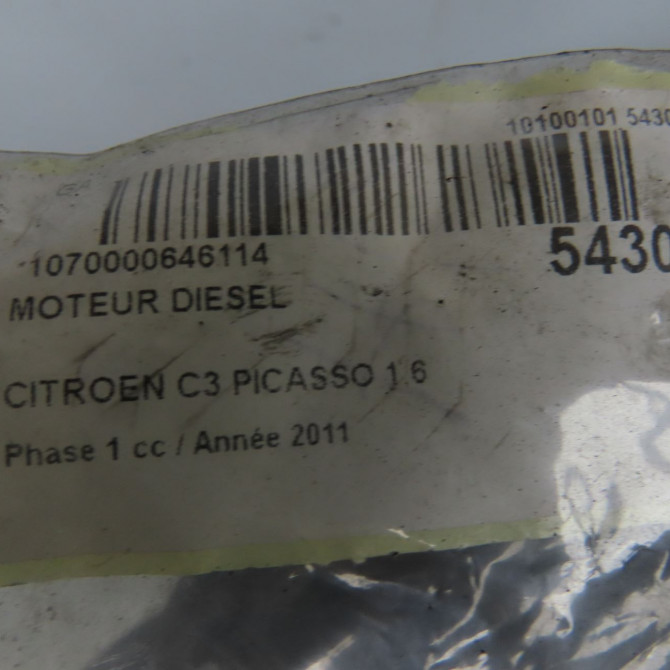 10100101 5430
1070000646114
5430
MOTEUR DIESEL
CITROEN C3 PICASSO 1.6
Phase 1 cc / Année 2011